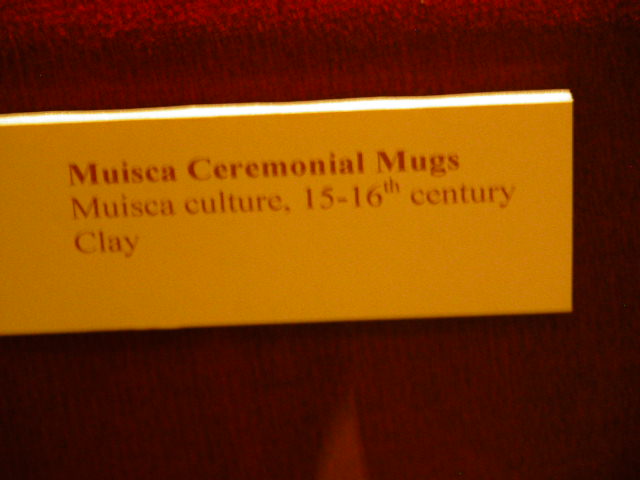 Muisca Ceremonial Mugs
Muisca culture, 15-16th century
Clay